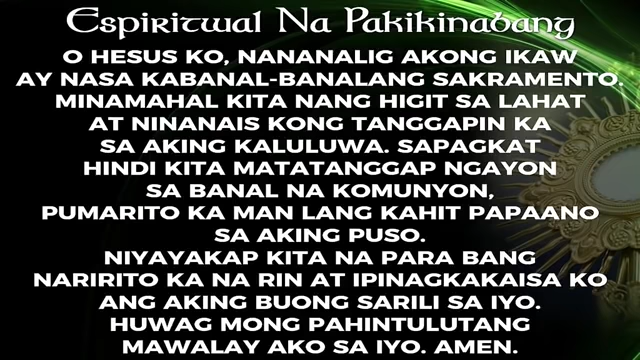 Espiritwal Na Pakikinabang
O HESUS KO, NANANALIG AKONG IKAW
AY NASA KABANAL-BANALANG SAKRAMENTO.
MINAMAHAL KITA NANG HIGIT SA LAHAT
AT NINANAIS KONG TANGGAPIN KA
SA AKING KALULUWA. SAPAGKAT
HINDI KITA MATATANGGAP NGAYON
SA BANAL NA KOMUNYON,
PUMARITO KA MAN LANG KAHIT PAPAANO
SA AKING PUSO.
NIYAYAKAP KITA NA PARA BANG
NARIRITO KA NA RIN AT IPINAGKAKAISA KO
ANG AKING BUONG SARILI SA IYO.
HUWAG MONG PAHINTULUTANG
MAWALAY AKO SA IYO. AMEN.